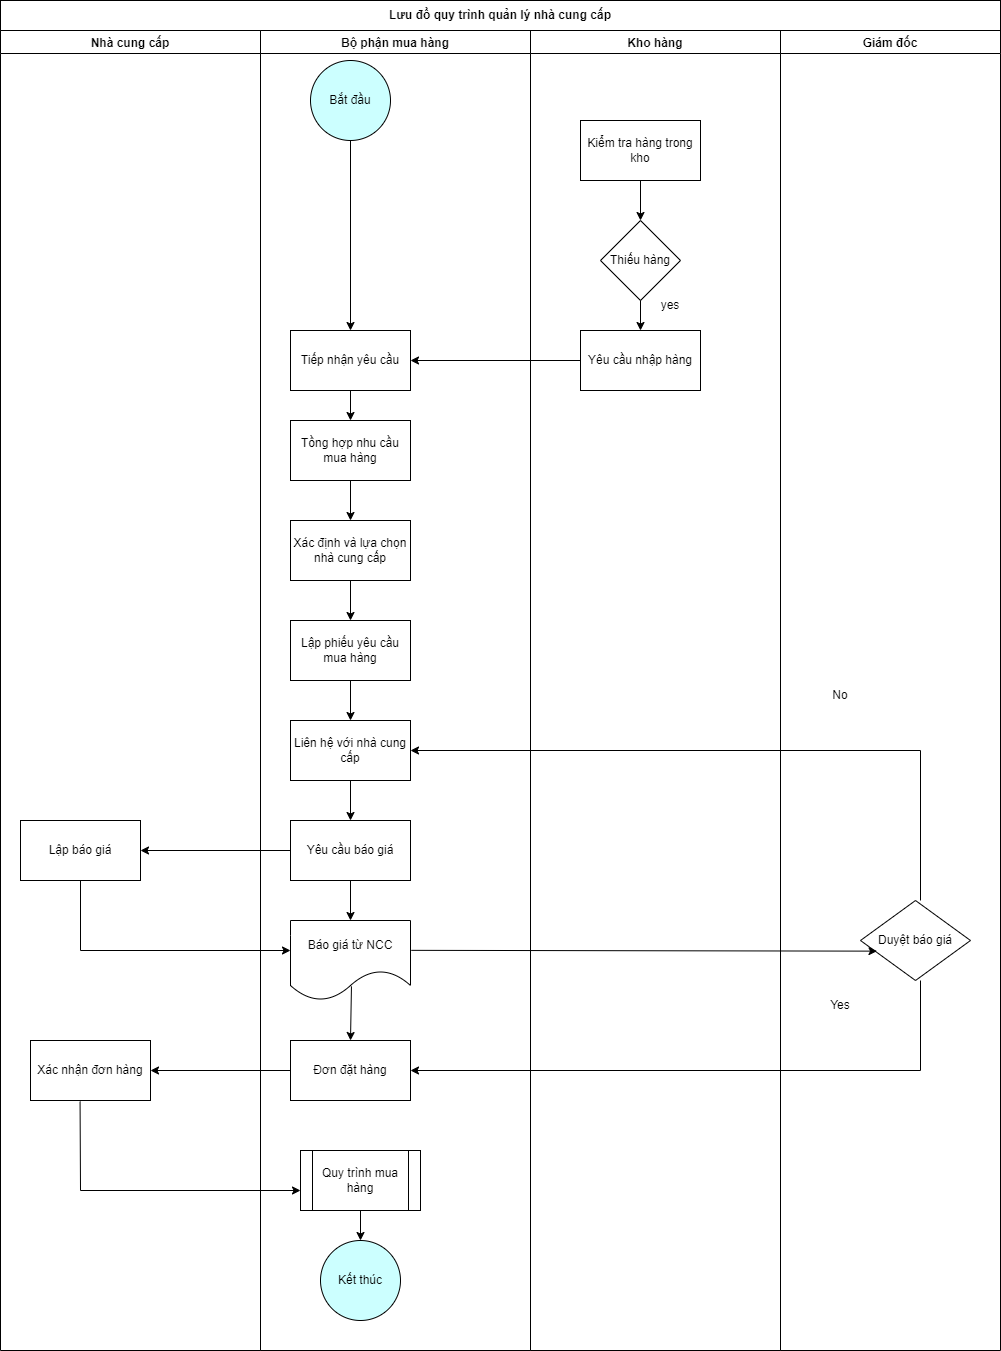 Lưu đồ quy trình quản lý nhà cung cấp
Nhà cung cấp
Bộ phận mua hàng
Kho hàng
Giám đốc
Bắt đầu
Kiểm tra hàng trong
kho
Thiếu hàng
yes
Tiếp nhận yêu cầu
Yêu cầu nhập hàng
Tồng hợp nhu cầu
mua hàng
Xác định và lựa chọn
nhà cung cấp
Lập phiếu yêu cầu
mua hàng
No
Liên hệ với nhà cung
cấp
Lập báo giá
Yêu cầu báo giá
Báo giá từ NCC
Duyệt báo giá
Yes
Xác nhận đơn hàng
Đơn đặt hàng
Quy trình mua
hàng
Kết thúc